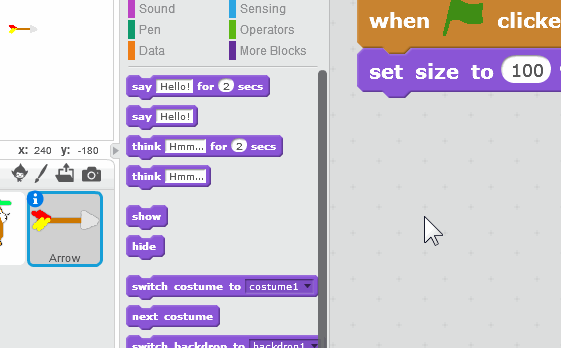 Sound Sensing
Pen Operators
Data More Blocks
when clicke
set size to 100
say Hello! for 2 secs
say Hello!
think Hmm... for 2 secs
think Hmm...
x: 240 y: -180
show
hide
Arrow
switch costume to costume1
next costume
switch backdrop to backdrop1